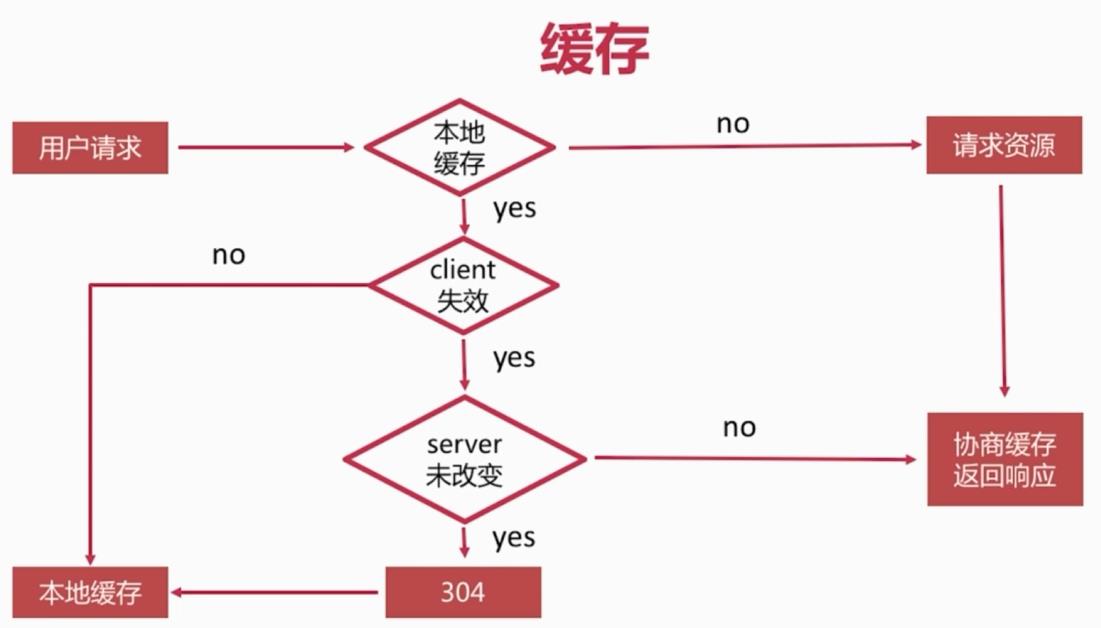 缓存
用户请求
本地
缓存
no
请求资源
yes
no
client
失效
yes
server
未改变
no
协商缓存
返回响应
yes
本地缓存
304